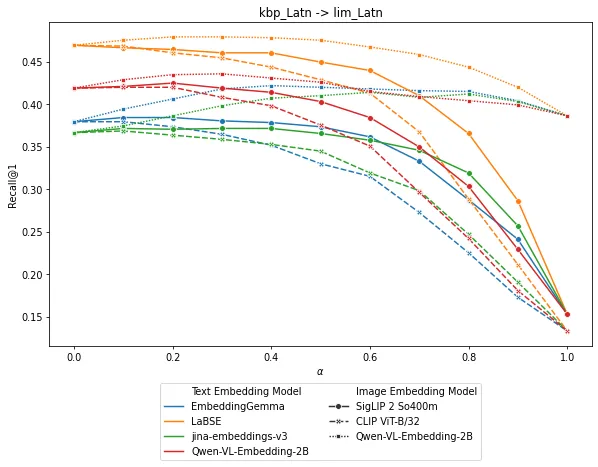 kbp_Latn -> lim_Latn
Recall@1
0.45
0.40
0.35
0.30
0.25
0.20
0.15
0.0 0.2 0.4 0.6 0.8 1.0
α
Text Embedding Model
EmbeddingGemma
LaBSE
jina-embeddings-v3
Qwen-VL-Embedding-2B
Image Embedding Model
SigLIP 2 So400m
CLIP ViT-B/32
Qwen-VL-Embedding-2B